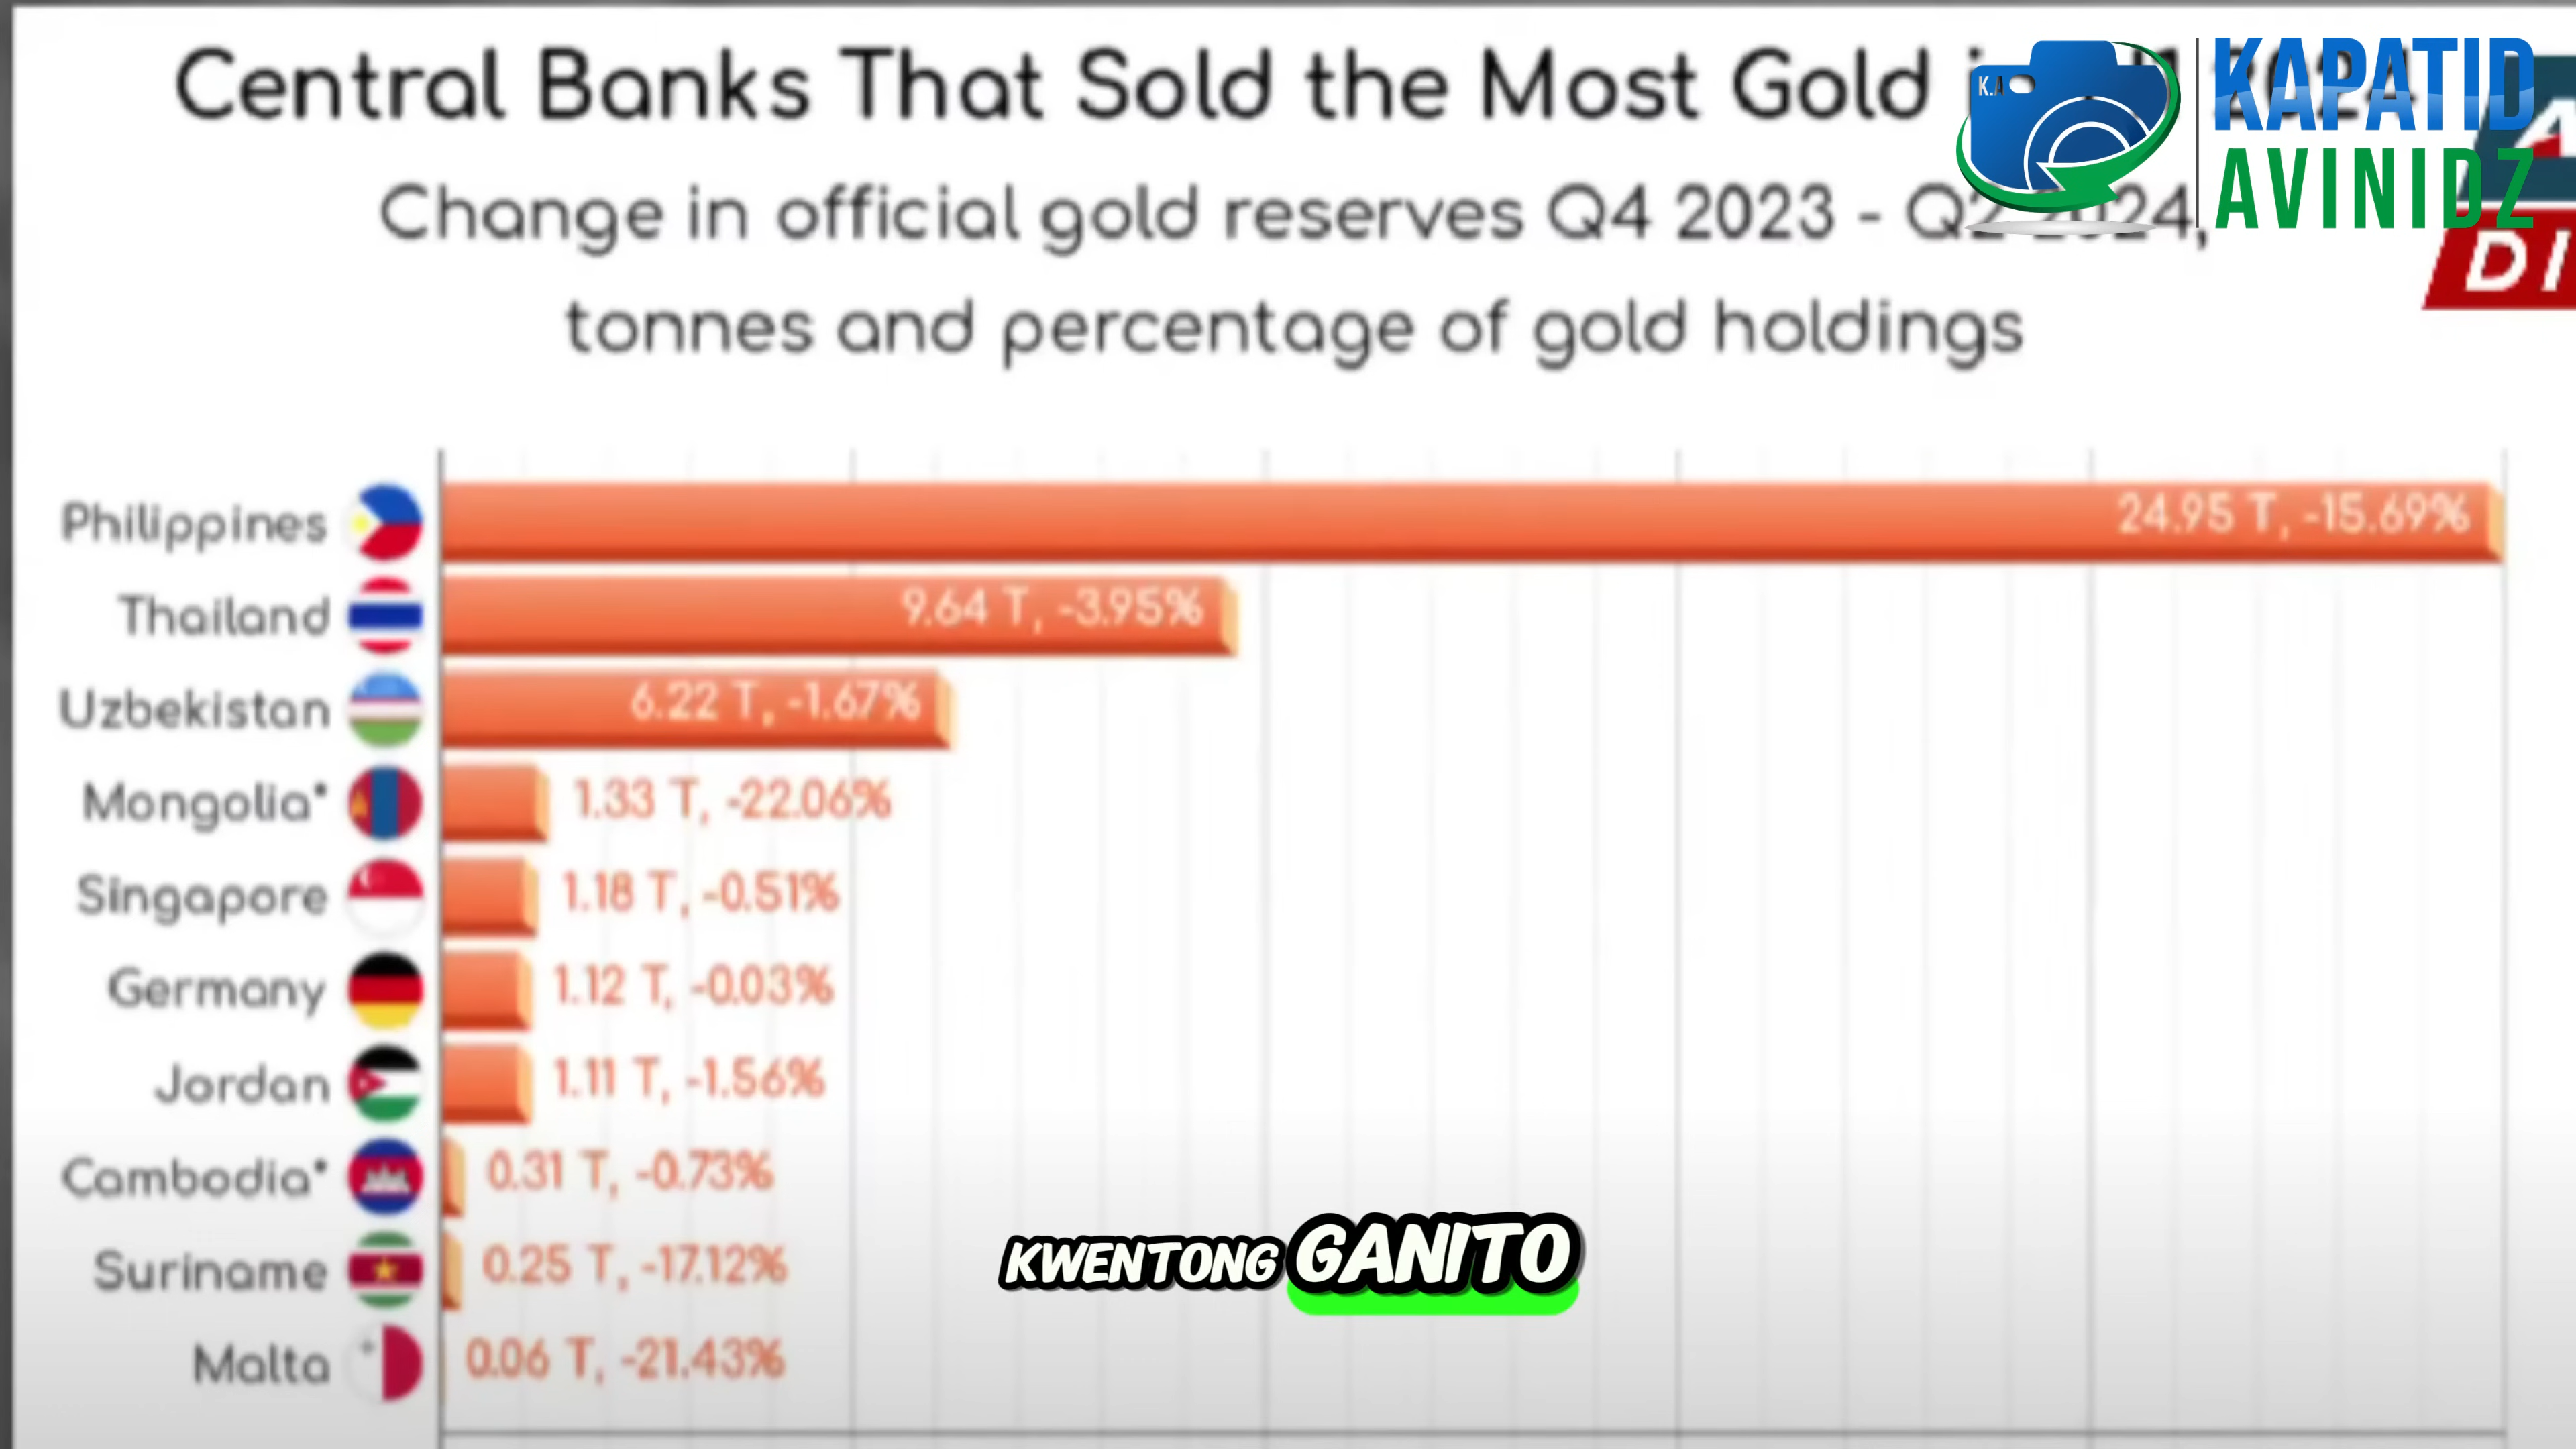 Central Banks That Sold the Most Gold
Change in official gold reserves Q4 2023 - Q2 2024,
tonnes and percentage of gold holdings
K.A
KAPATID
AVINIDZ
DI
Philippines 24.95 T, -15.69%
Thailand 9.64 T, -3.95%
Uzbekistan 6.22 T, -1.67%
Mongolia* 1.33 T, -22.06%
Singapore 1.18 T, -0.51%
Germany 1.12 T, -0.03%
Jordan 1.11 T, -1.56%
Cambodia* 0.31 T, -0.73%
Suriname 0.25 T, -17.12%
Malta 0.06 T, -21.43%
KWENTONG GANITO